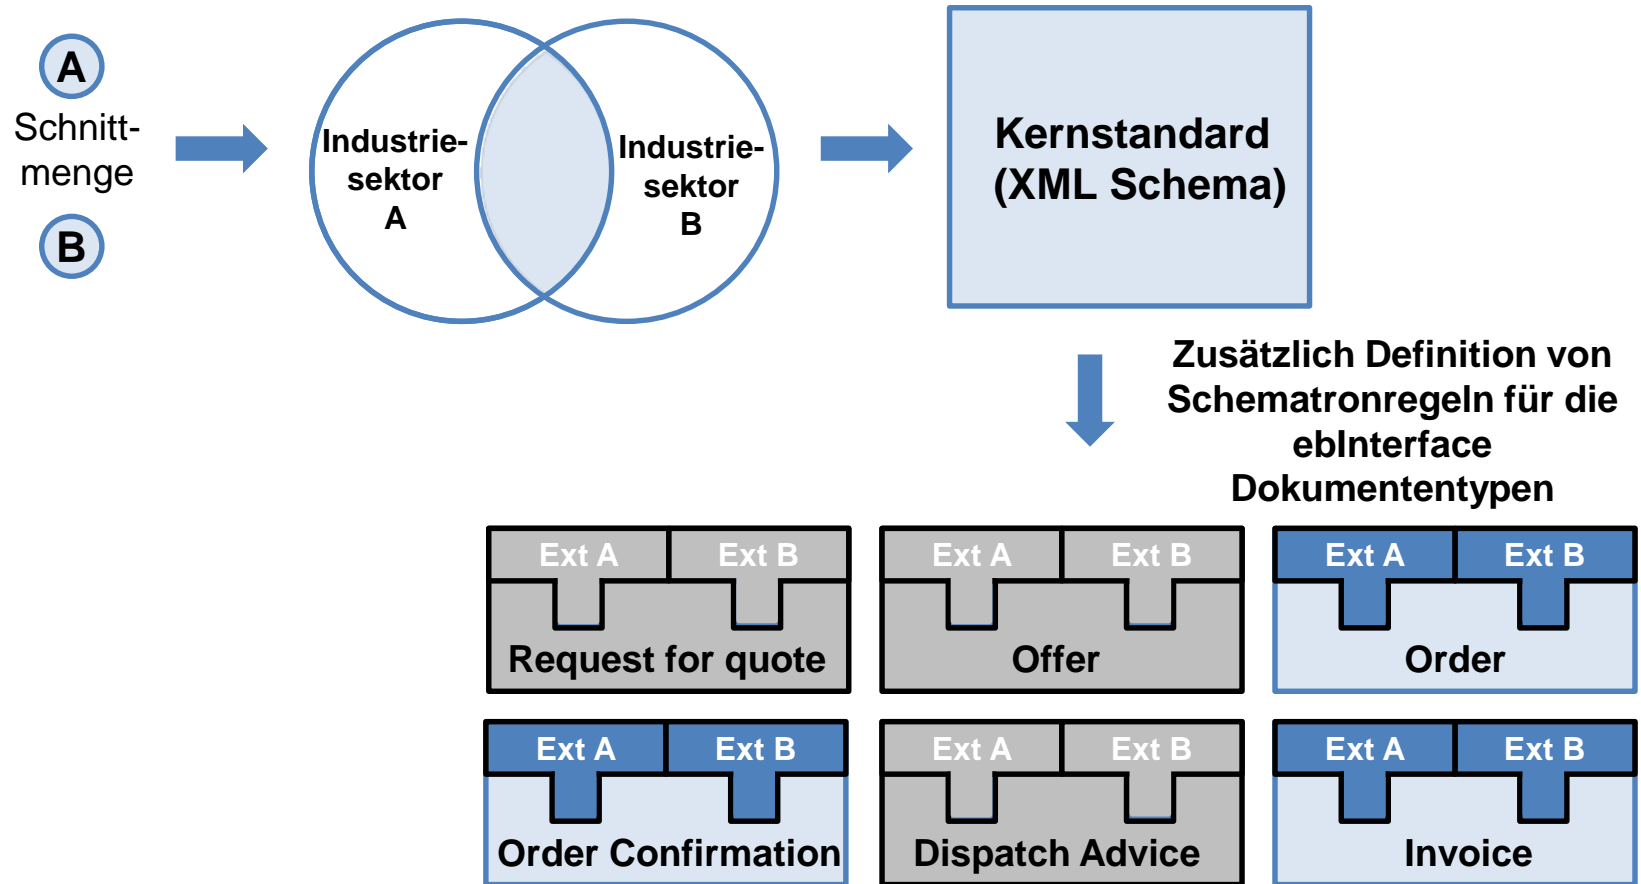 A
Schnitt-
menge
B
Industrie-
sektor
A
Industrie-
sektor
B
Kernstandard
(XML Schema)
Zusätzlich Definition von
Schematronregeln für die
ebInterface
Dokumententypen
Ext A Ext B
Request for quote
Ext A Ext B
Offer
Ext A Ext B
Order
Ext A Ext B
Order Confirmation
Ext A Ext B
Dispatch Advice
Ext A Ext B
Invoice